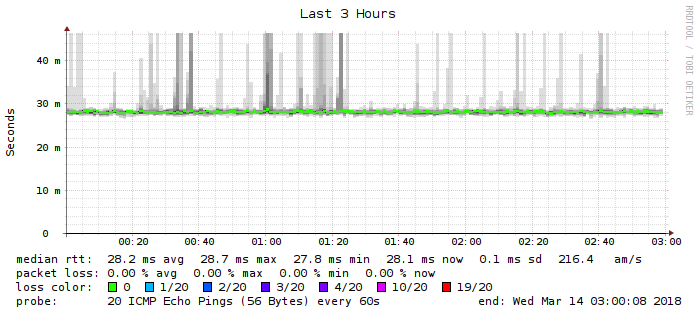 Last 3 Hours
RRDTOOL / TOBI OETIKER
Seconds
40 m
30 m
20 m
10 m
0
00:20 00:40 01:00 01:20 01:40 02:00 02:20 02:40 03:00
median rtt: 28.2 ms avg 28.7 ms max 27.8 ms min 28.1 ms now 0.1 ms sd 216.4 am/s
packet loss: 0.00 % avg 0.00 % max 0.00 % min 0.00 % now
loss color: 0 1/20 2/20 3/20 4/20 10/20 19/20
probe: 20 ICMP Echo Pings (56 Bytes) every 60s end: Wed Mar 14 03:00:08 2018